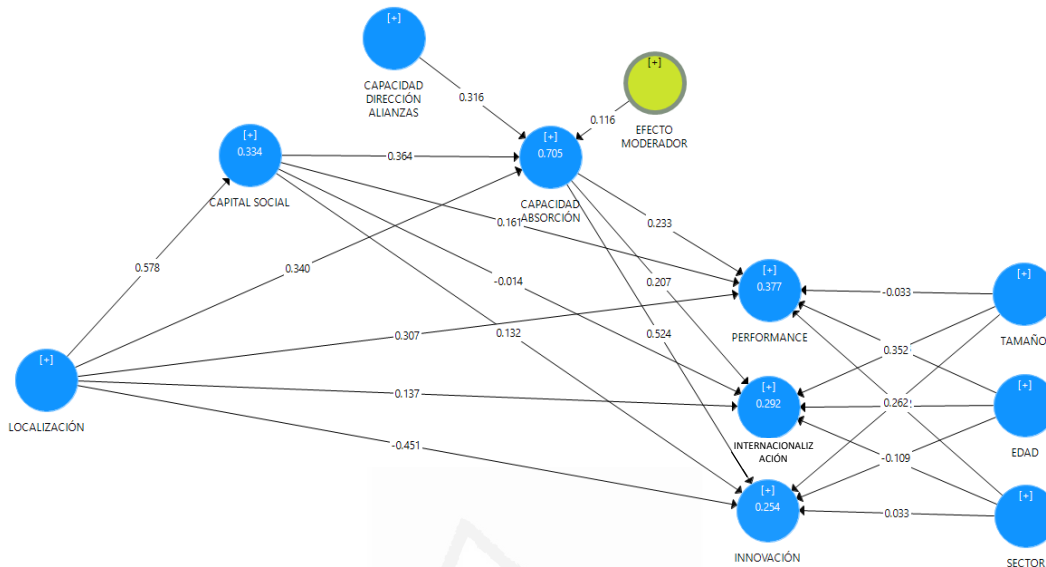 [+]
CAPACIDAD
DIRECCIÓN
ALIANZAS
0.316
[+]
EFECTO
MODERADOR
0.116
[+]
0.334
CAPITAL SOCIAL
0.364
[+]
0.705
CAPACIDAD
ABSORCIÓN
0.161
0.233
0.578
0.340
-0.014
0.207
[+]
0.377
PERFORMANCE
-0.033
[+]
TAMAÑO
0.307
0.132
0.524
0.352
[+]
LOCALIZACIÓN
0.137
[+]
0.292
INTERNACIONALIZ
ACIÓN
0.262
[+]
EDAD
-0.451
-0.109
[+]
0.254
INNOVACIÓN
0.033
[+]
SECTOR